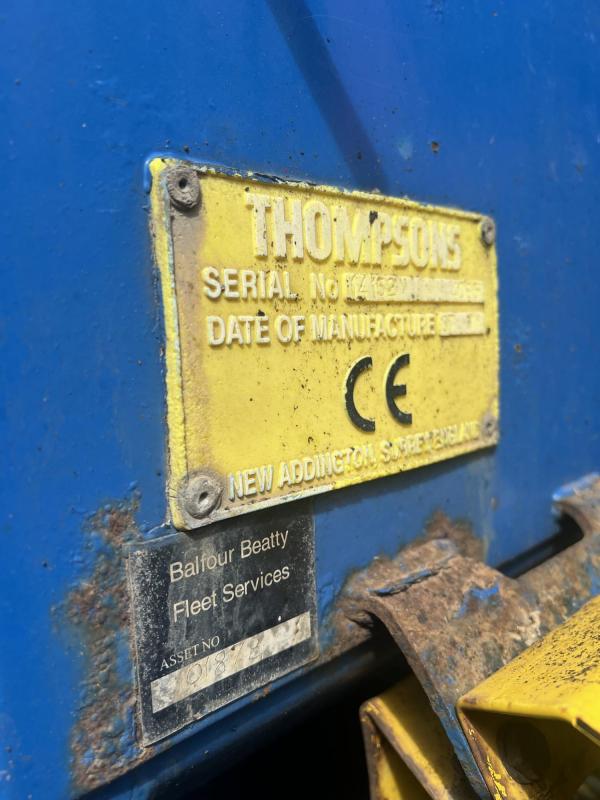 THOMPSONS
SERIAL No
DATE OF MANUFACTURE
CE
NEW ADDINGTON, SURREY ENGLAND
Balfour Beatty
Fleet Services
ASSET NO